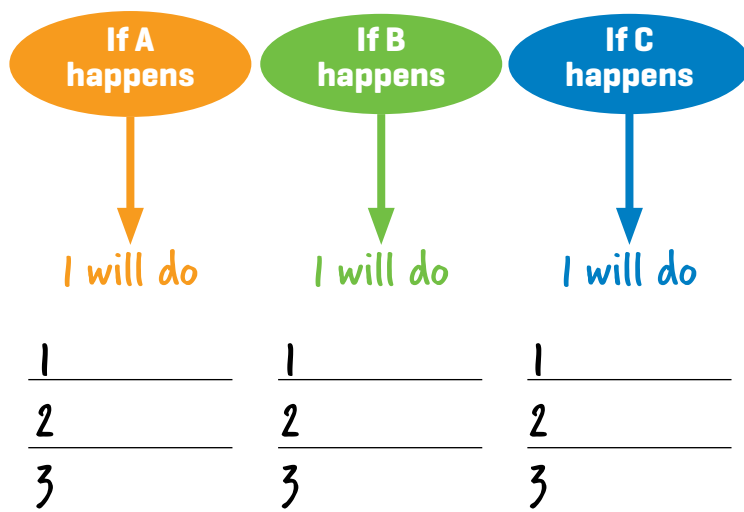 If A
happens
If B
happens
If C
happens
I will do
I will do
I will do
1
2
3
1
2
3
1
2
3